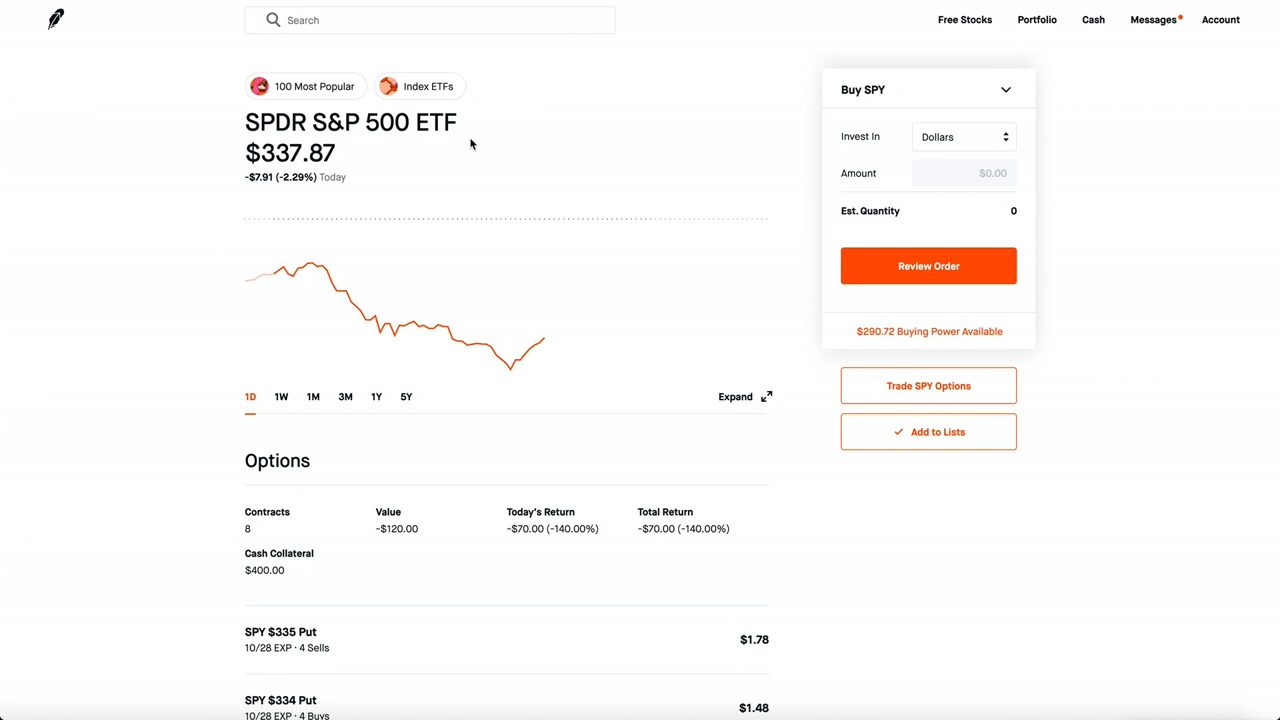 Search
Free Stocks Portfolio Cash Messages Account
100 Most Popular Index ETFs
SPDR S&P 500 ETF
$337.87
-$7.91 (-2.29%) Today
1D 1W 1M 3M 1Y 5Y Expand
Options
Contracts Value Today's Return Total Return
8 -$120.00 -$70.00 (-140.00%) -$70.00 (-140.00%)
Cash Collateral
$400.00
SPY $335 Put
10/28 EXP · 4 Sells
$1.78
SPY $334 Put
10/28 EXP · 4 Buys
$1.48
Buy SPY
Invest In Dollars
Amount $0.00
Est. Quantity 0
Review Order
$290.72 Buying Power Available
Trade SPY Options
Add to Lists